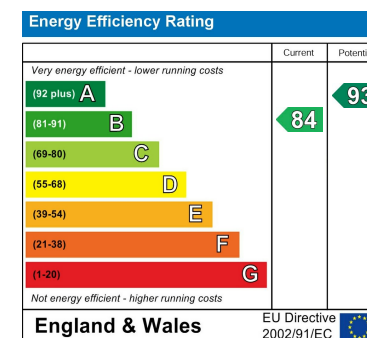 Energy Efficiency Rating
Current Potenti
Very energy efficient - lower running costs
(92 plus) A
93
(81-91) B
84
(69-80) C
(55-68) D
(39-54) E
(21-38) F
(1-20) G
Not energy efficient - higher running costs
England & Wales
EU Directive
2002/91/EC